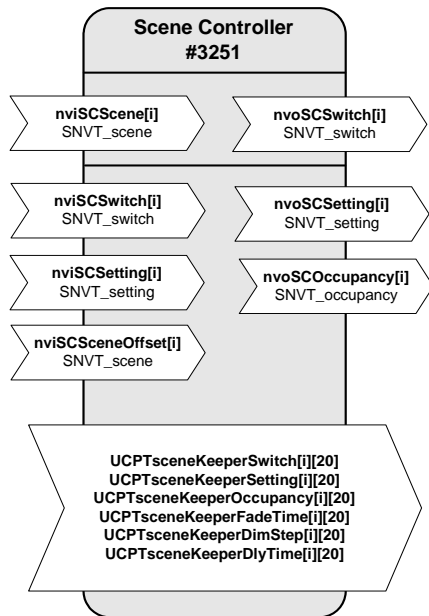 Scene Controller
#3251
nviSCScene[i]
SNVT_scene
nvoSCSwitch[i]
SNVT_switch
nviSCSwitch[i]
SNVT_switch
nvoSCSetting[i]
SNVT_setting
nviSCSetting[i]
SNVT_setting
nvoSCOccupancy[i]
SNVT_occupancy
nviSCSceneOffset[i]
SNVT_scene
UCPTsceneKeeperSwitch[i][20]
UCPTsceneKeeperSetting[i][20]
UCPTsceneKeeperOccupancy[i][20]
UCPTsceneKeeperFadeTime[i][20]
UCPTsceneKeeperDimStep[i][20]
UCPTsceneKeeperDlyTime[i][20]